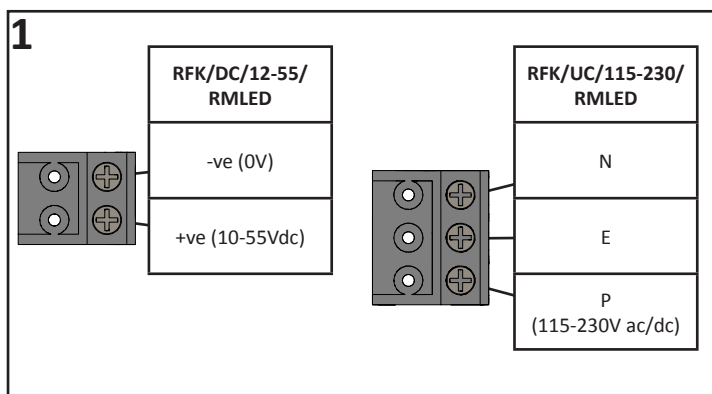 1
RFK/DC/12-55/
RMLED
-ve (0V)
+ve (10-55Vdc)
RFK/UC/115-230/
RMLED
N
E
P
(115-230V ac/dc)